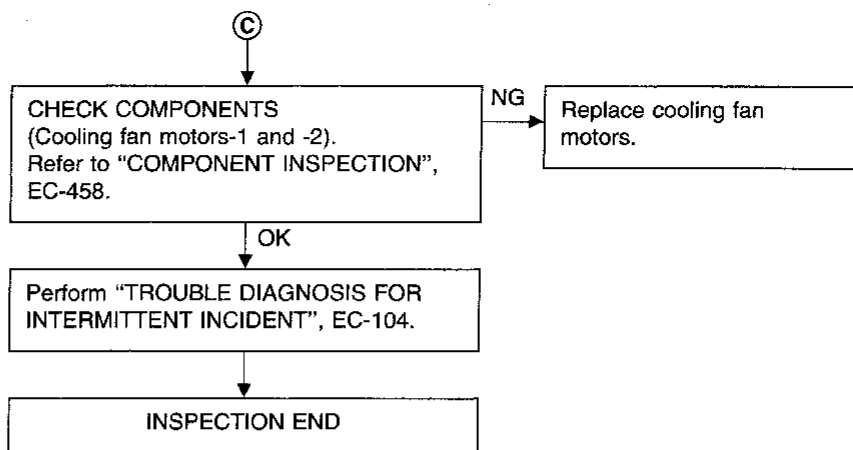 C
CHECK COMPONENTS
(Cooling fan motors-1 and -2).
Refer to “COMPONENT INSPECTION”,
EC-458.
NG
Replace cooling fan
motors.
OK
Perform “TROUBLE DIAGNOSIS FOR
INTERMITTENT INCIDENT”, EC-104.
INSPECTION END